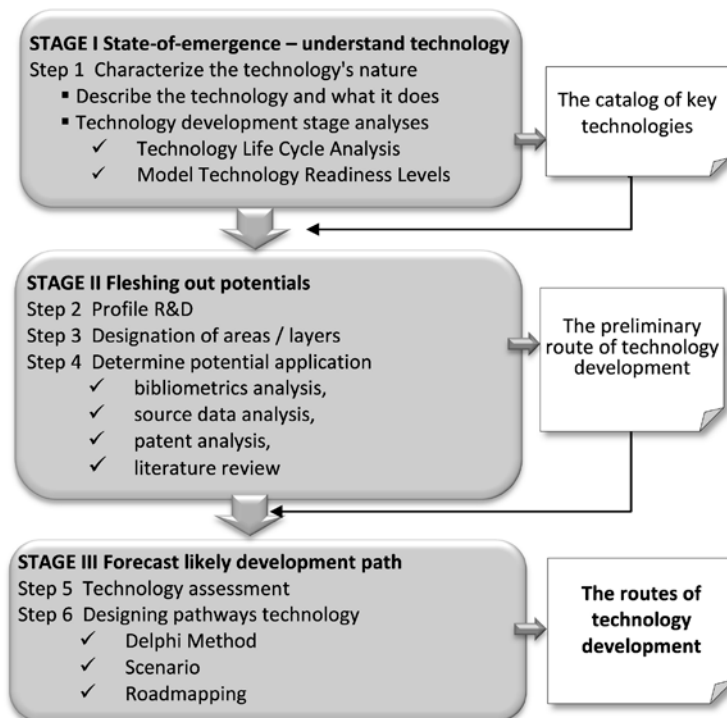 STAGE I State-of-emergence – understand technology
Step 1 Characterize the technology's nature
▪ Describe the technology and what it does
▪ Technology development stage analyses
✓ Technology Life Cycle Analysis
✓ Model Technology Readiness Levels
The catalog of key
technologies
STAGE II Fleshing out potentials
Step 2 Profile R&D
Step 3 Designation of areas / layers
Step 4 Determine potential application
✓ bibliometrics analysis,
✓ source data analysis,
✓ patent analysis,
✓ literature review
The preliminary
route of technology
development
STAGE III Forecast likely development path
Step 5 Technology assessment
Step 6 Designing pathways technology
✓ Delphi Method
✓ Scenario
✓ Roadmapping
The routes of
technology
development